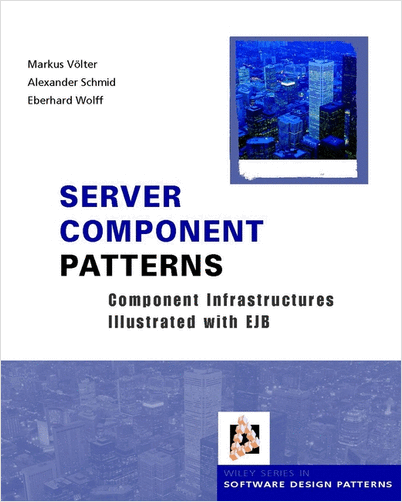 Markus Völter
Alexander Schmid
Eberhard Wolff
SERVER
COMPONENT
PATTERNS
Component Infrastructures
Illustrated with EJB
WILEY SERIES IN
SOFTWARE DESIGN PATTERNS